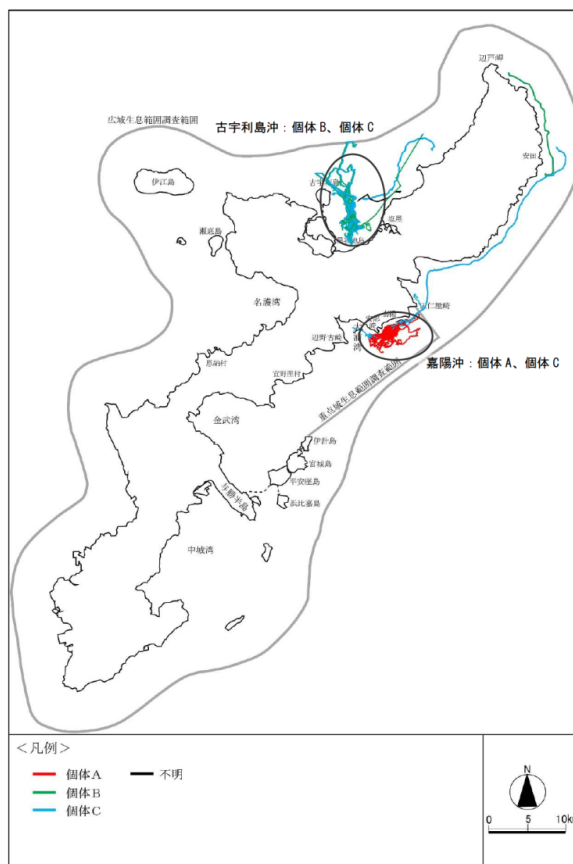 辺戸岬
広域生息範囲調査範囲
古宇利島沖：個体B、個体C
安田
伊江島
古宇
瀬底島
名護湾
辺野古崎
嘉陽沖：個体A、個体C
恩納村
宜野座村
重点域生息範囲調査範囲
金武湾
伊計島
宮城島
平安座島
浜比嘉島
与勝半島
中城湾
＜凡例＞
個体A
不明
個体B
個体C
N
0 5 10km